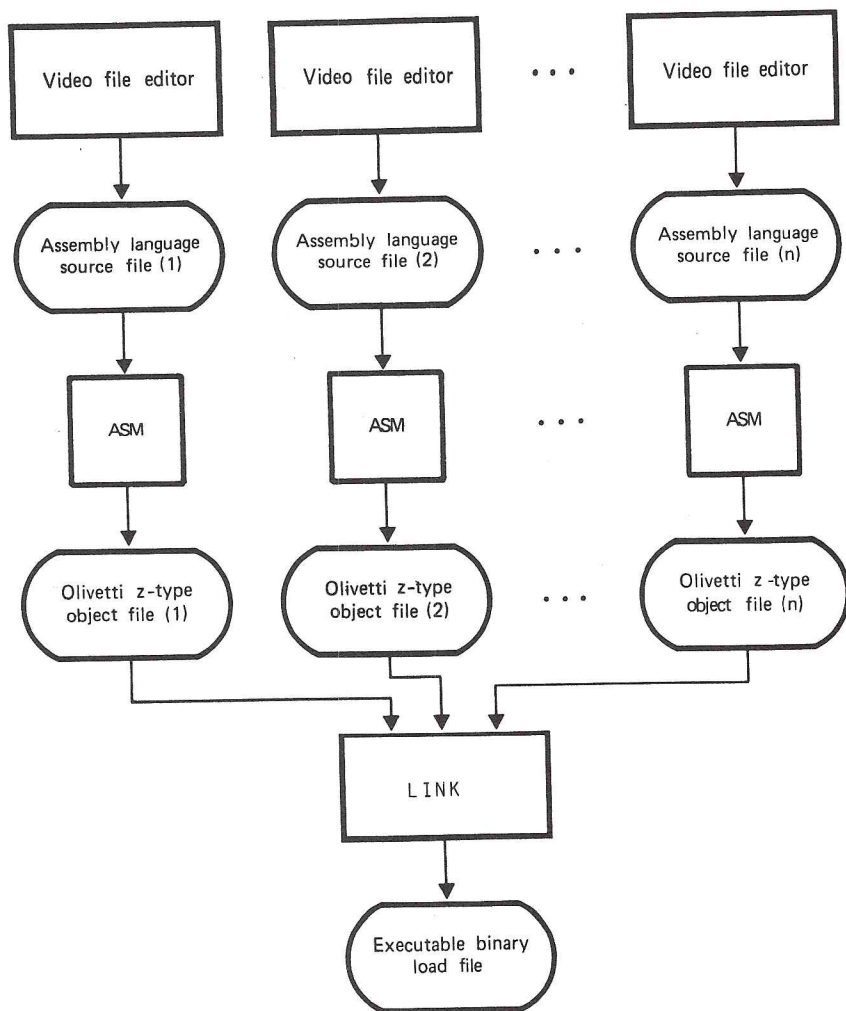 Video file editor
Video file editor
• • •
Video file editor
Assembly language
source file (1)
Assembly language
source file (2)
• • •
Assembly language
source file (n)
ASM
ASM
• • •
ASM
Olivetti z-type
object file (1)
Olivetti z-type
object file (2)
• • •
Olivetti z-type
object file (n)
LINK
Executable binary
load file